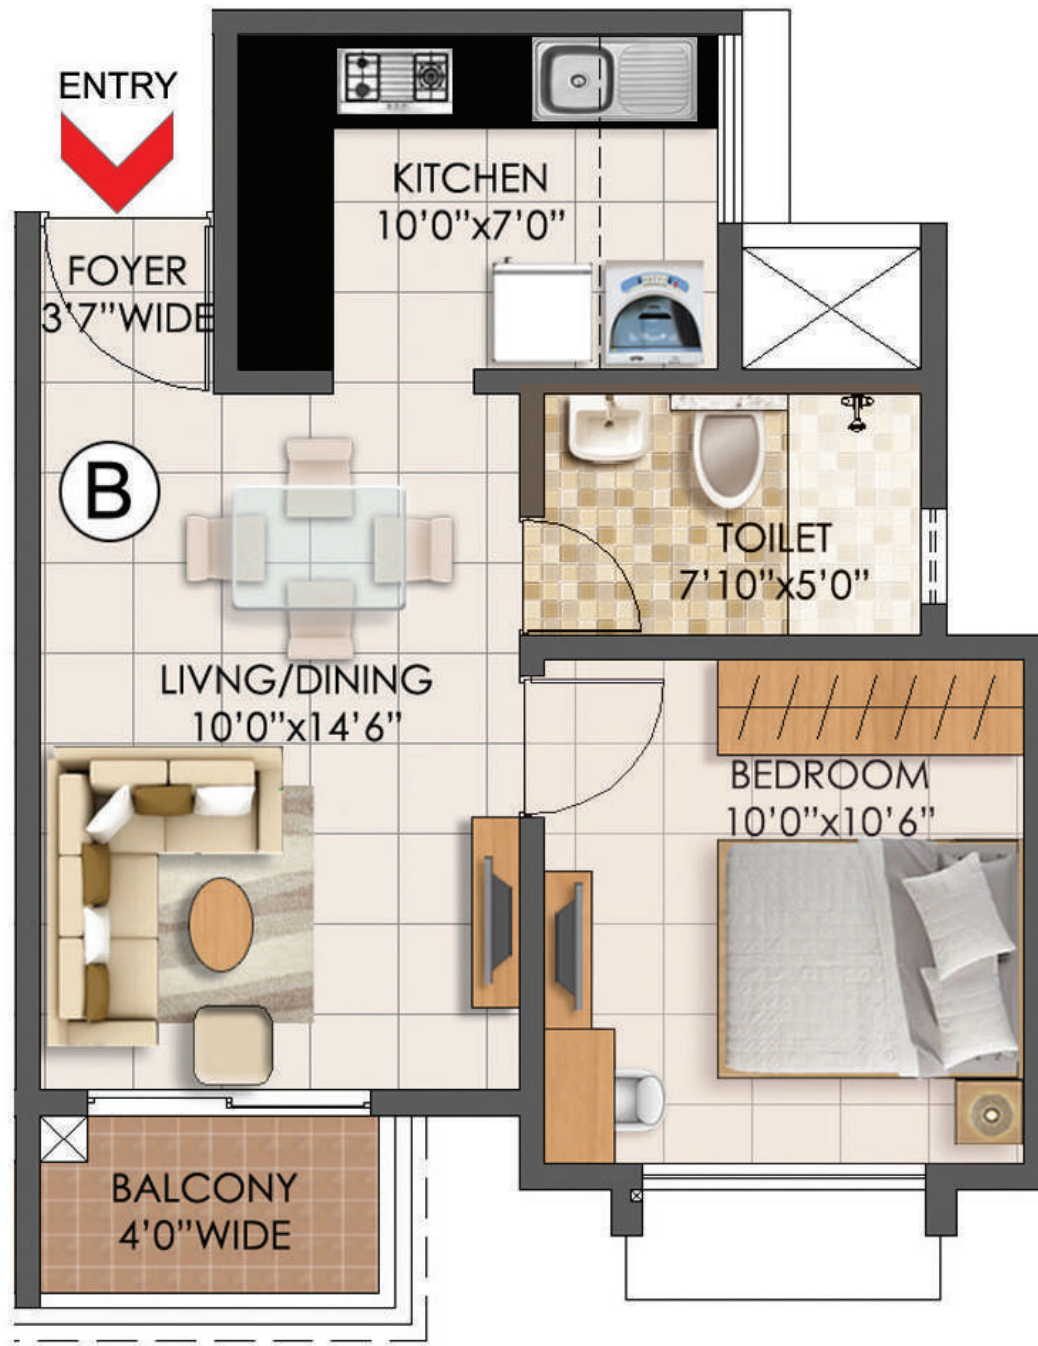 ENTRY
KITCHEN
10'0”x7'0”
FOYER
3'7”WIDE
B
TOILET
7'10”x5'0”
LIVNG/DINING
10'0”x14'6”
BEDROOM
10'0”x10'6”
BALCONY
4'0”WIDE